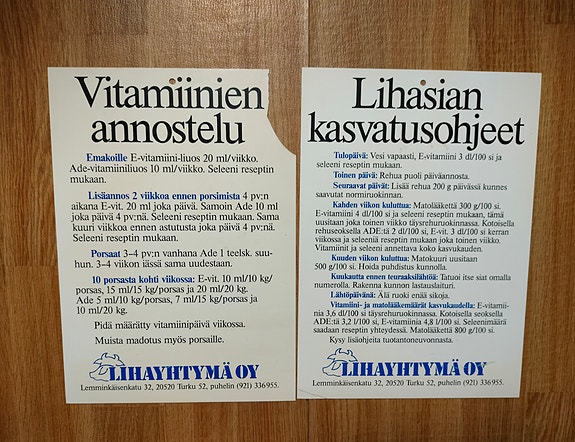 Vitamiinien
annostelu
Emakoille E-vitamiini-liuos 20 ml/viikko.
Ade-vitamiiniliuos 10 ml/viikko. Seleeni reseptin
mukaan.
Lisäannos 2 viikkoa ennen porsimista 4 pv:n
aikana E-vit. 20 ml joka päivä. Samoin Ade 10 ml
joka päivä 4 pv:nä. Seleeni reseptin mukaan. Sama
kuuri viikkoa ennen astutusta joka päivä 4 pv:nä.
Seleeni reseptin mukaan.
Porsaat 3–4 pv:n vanhana Ade 1 teelsk. suu-
hun. 3–4 viikon iässä sama uudestaan.
10 porsasta kohti viikossa: E-vit. 10 ml/10 kg/
porsas, 15 ml/15 kg/porsas ja 20 ml/20 kg.
Ade 5 ml/10 kg/porsas, 7 ml/15 kg/porsas ja
10 ml/20 kg.
Pidä määrätty vitamiinipäivä viikossa.
Muista madotus myös porsaille.
LIHAYHTYMÄ OY
Lemminkäisenkatu 32, 20520 Turku 52, puhelin (921) 336955.
Lihasian
kasvatusohjeet
Tulopäivä: Vesi vapaasti, E-vitamiini 3 dl/100 si ja
seleeni reseptin mukaan.
Toinen päivä: Rehua puoli päiväannosta.
Seuraavat päivät: Lisää rehua 200 g päivässä kunnes
saavutat normiruokinnan.
Kahden viikon kuluttua: Matolääkettä 300 g/100 si.
E-vitamiini 4 dl/100 si ja seleeni reseptin mukaan, tämä
uusitaan joka toinen viikko täysrehuruokinnassa. Kotoisella
rehuseoksella ADE:tä 2 dl/100 si, E-vit. 3 dl/100 si kerran
viikossa ja seleeniä reseptin mukaan joka toinen viikko.
Vitamiinit ja seleeni annettava koko kasvukauden.
Kuuden viikon kuluttua: Matokuuri uusitaan
500 g/100 si. Hoida puhdistus kunnolla.
Kuukautta ennen teuraaksilähtöä: Tatuoi itse siat omalla
numerolla. Rakenna kunnon lastauslaituri.
Lähtöpäivänä: Älä ruoki enää sikoja.
Vitamiini- ja matolääkemäärät kasvukaudella: E-vitamii-
nia 3,6 dl/100 si täysrehuruokinnassa. Kotoisella seoksella
ADE:tä 3,2 l/100 si, E-vitamiinia 4,8 l/100 si. Seleenimäärä
saadaan reseptin yhteydessä. Matolääkettä 800 g/100 si.
Kysy lisäohjeita tuotantoneuvonnasta.
LIHAYHTYMÄ OY
Lemminkäisenkatu 32, 20520 Turku 52, puhelin (921) 336955.